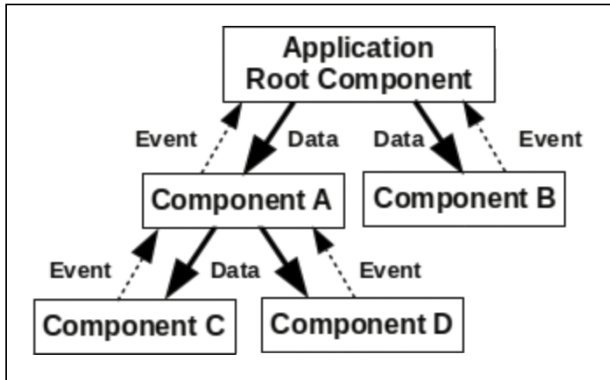 Application
Root Component
Event
Data
Data
Event
Component A
Component B
Event
Data
Event
Component C
Component D